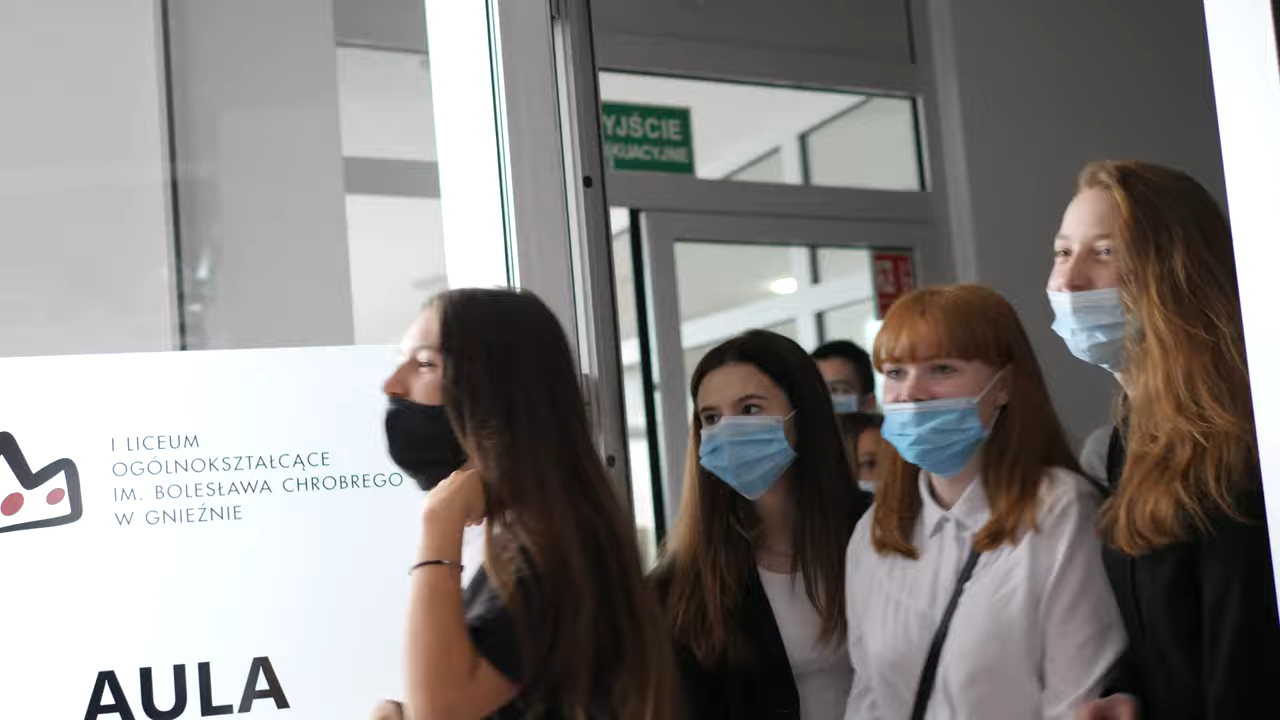 YJŚCIE
KUACYJNE
I LICEUM
OGÓLNOKSZTAŁCĄCE
IM. BOLESŁAWA CHROBREGO
W GNIEŹNIE
AULA